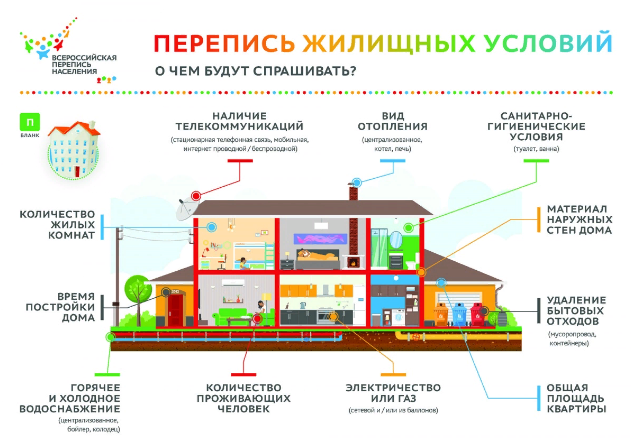 ВСЕРОССИЙСКАЯ
ПЕРЕПИСЬ
НАСЕЛЕНИЯ
ПЕРЕПИСЬ ЖИЛИЩНЫХ УСЛОВИЙ
О ЧЕМ БУДУТ СПРАШИВАТЬ?
П
БЛАНК
НАЛИЧИЕ
ТЕЛЕКОММУНИКАЦИЙ
(стационарная телефонная связь, мобильная,
интернет проводной / беспроводной)
ВИД
ОТОПЛЕНИЯ
(централизованное,
котел, печь)
САНИТАРНО-
ГИГИЕНИЧЕСКИЕ
УСЛОВИЯ
(туалет, ванна)
КОЛИЧЕСТВО
ЖИЛЫХ
КОМНАТ
МАТЕРИАЛ
НАРУЖНЫХ
СТЕН ДОМА
ВРЕМЯ
ПОСТРОЙКИ
ДОМА
УДАЛЕНИЕ
БЫТОВЫХ
ОТХОДОВ
(мусоропровод,
контейнеры)
ГОРЯЧЕЕ
И ХОЛОДНОЕ
ВОДОСНАБЖЕНИЕ
(централизованное,
бойлер, колодец)
КОЛИЧЕСТВО
ПРОЖИВАЮЩИХ
ЧЕЛОВЕК
ЭЛЕКТРИЧЕСТВО
ИЛИ ГАЗ
(сетевой и / или из баллонов)
ОБЩАЯ
ПЛОЩАДЬ
КВАРТИРЫ